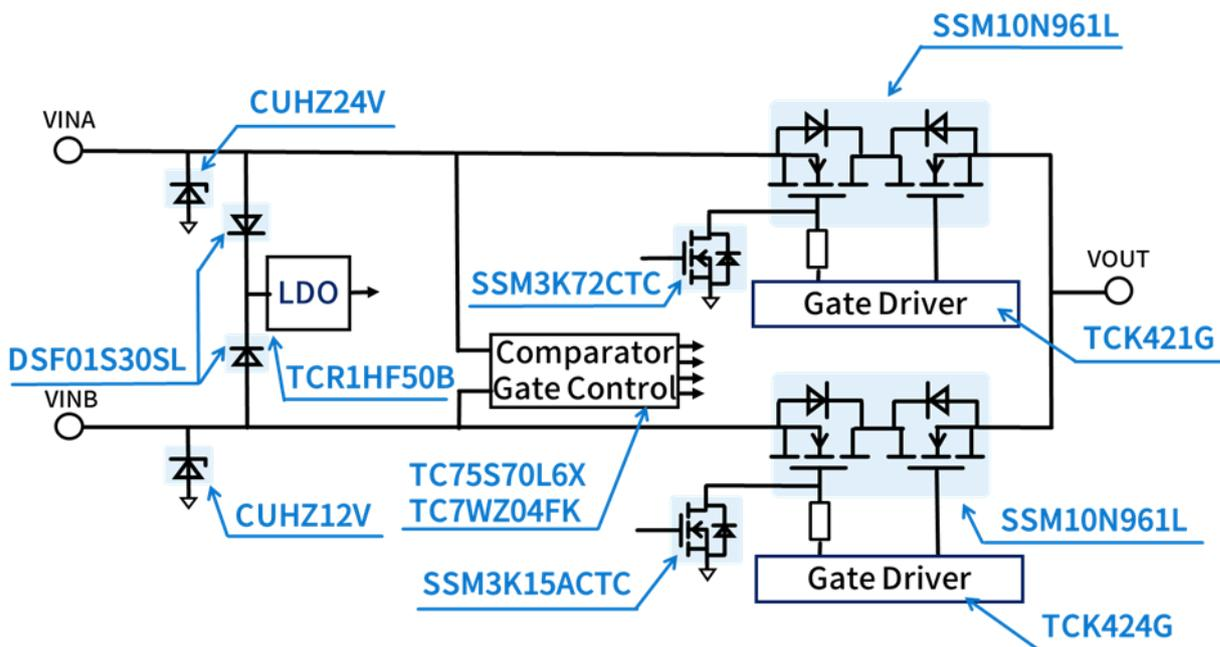 SSM10N961L
CUHZ24V
VINA
SSM3K72CTC
LDO
VOUT
Gate Driver
TCK421G
DSF01S30SL
TCR1HF50B
Comparator
Gate Control
VINB
TC75S70L6X
TC7WZ04FK
CUHZ12V
SSM10N961L
SSM3K15ACTC
Gate Driver
TCK424G